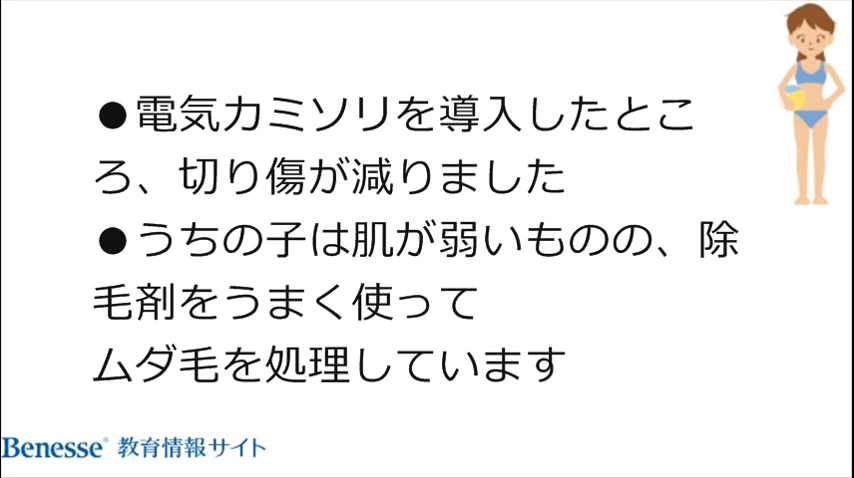 ●電気カミソリを導入したとこ
ろ、切り傷が減りました
●うちの子は肌が弱いものの、除
毛剤をうまく使って
ムダ毛を処理しています
Benesse® 教育情報サイト